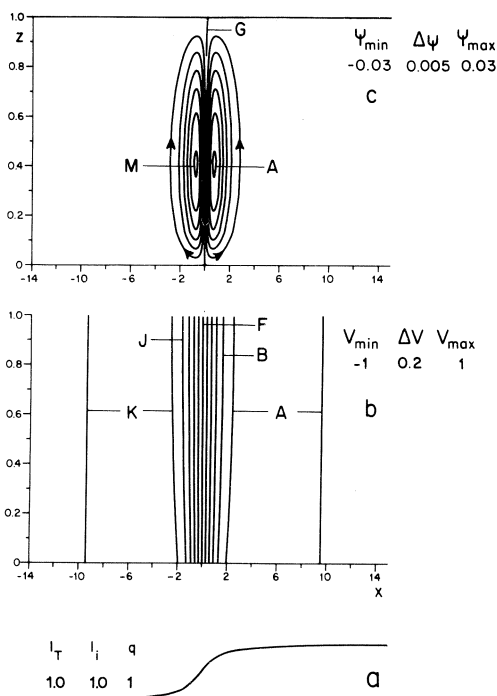 1.0
z
G
Ψmin Δψ Ψmax
-0.03 0.005 0.03
0.8
c
0.6
M
A
0.4
0.2
0
-14 -10 -6 -2 2 6 10 14
1.0
F
J
Vmin ΔV Vmax
B
-1 0.2 1
0.8
K
A
b
0.6
0.4
0.2
0
-14 -10 -6 -2 2 6 10 14
x
IT Ii q
1.0 1.0 1
a